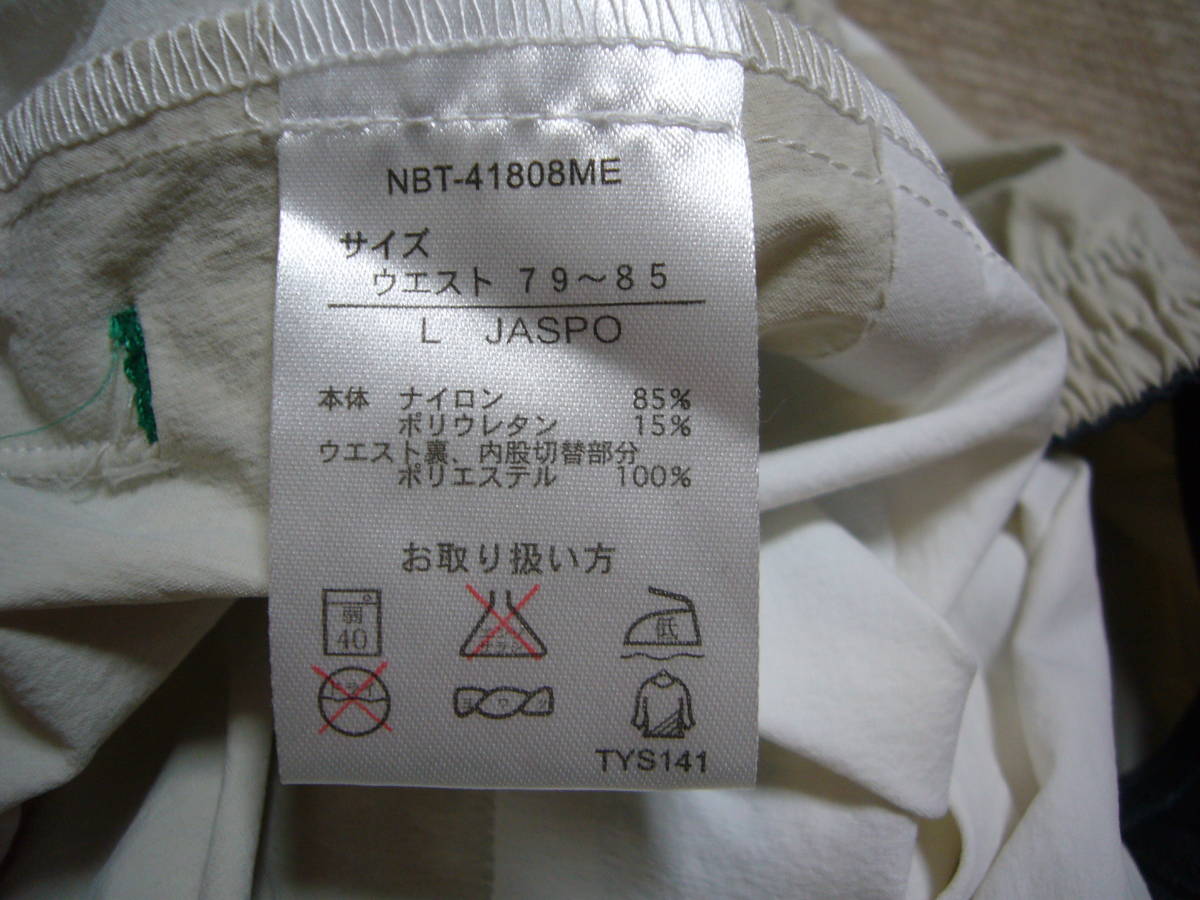 NBT-41808ME
サイズ
ウエスト 79～85
L JASPO
本体 ナイロン 85%
ポリウレタン 15%
ウエスト裏、内股切替部分
ポリエステル 100%
お取り扱い方
弱
40
低
TYS141